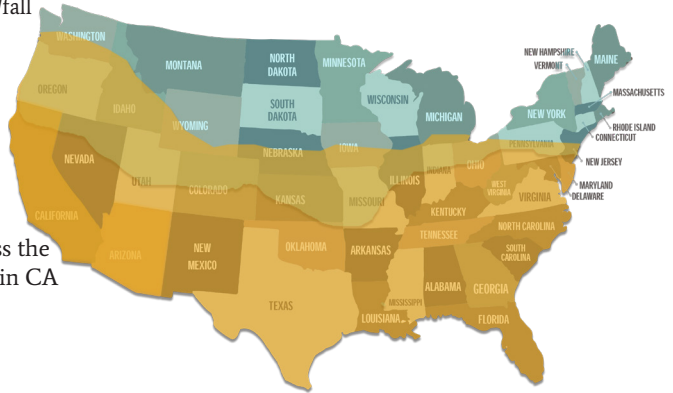 fall
WASHINGTON
MONTANA
NORTH
DAKOTA
MINNESOTA
NEW HAMPSHIRE
VERMONT
MAINE
OREGON
IDAHO
WYOMING
SOUTH
DAKOTA
WISCONSIN
MICHIGAN
NEW YORK
MASSACHUSETTS
RHODE ISLAND
CONNECTICUT
NEVADA
UTAH
COLORADO
NEBRASKA
KANSAS
IOWA
MISSOURI
ILLINOIS
INDIANA
OHIO
PENNSYLVANIA
NEW JERSEY
MARYLAND
DELAWARE
WEST
VIRGINIA
VIRGINIA
KENTUCKY
CALIFORNIA
ss the
in CA
ARIZONA
NEW
MEXICO
OKLAHOMA
ARKANSAS
TENNESSEE
NORTH CAROLINA
SOUTH
CAROLINA
TEXAS
LOUISIANA
MISSISSIPPI
ALABAMA
GEORGIA
FLORIDA